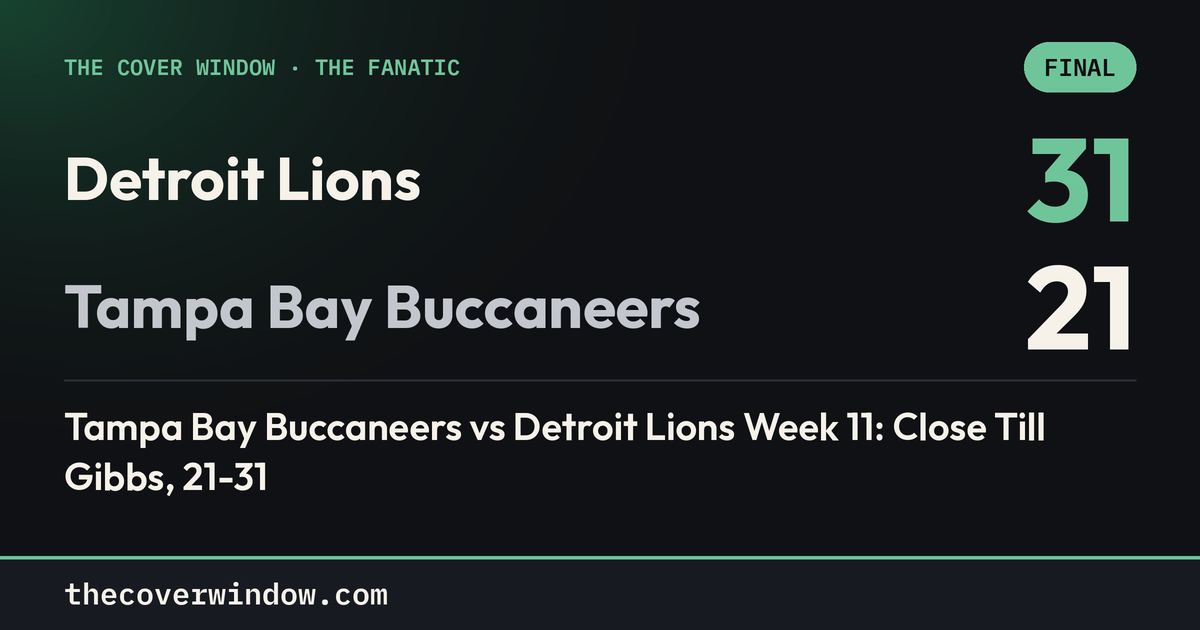 THE COVER WINDOW · THE FANATIC
FINAL
Detroit Lions
31
Tampa Bay Buccaneers
21
Tampa Bay Buccaneers vs Detroit Lions Week 11: Close Till
Gibbs, 21-31
thecoverwindow.com